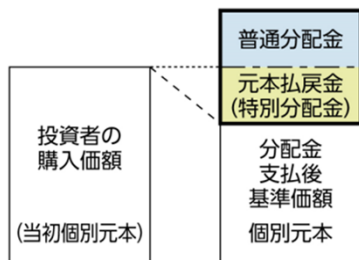 普通分配金
元本払戻金
(特別分配金)
投資者の
購入価額
(当初個別元本)
分配金
支払後
基準価額
個別元本